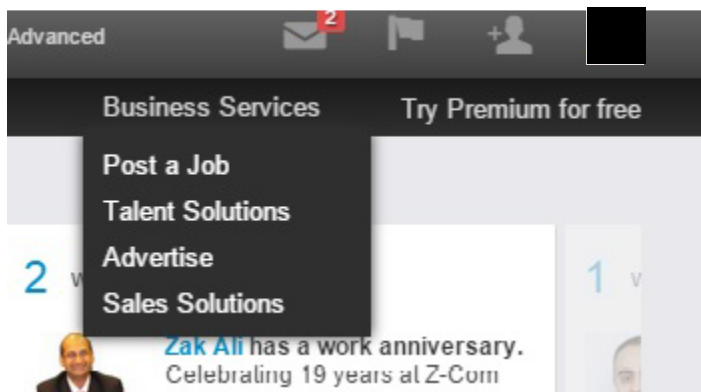 Advanced
2
Business Services
Try Premium for free
Post a Job
Talent Solutions
Advertise
Sales Solutions
2
1
Zak Ali has a work anniversary.
Celebrating 19 years at Z-Com